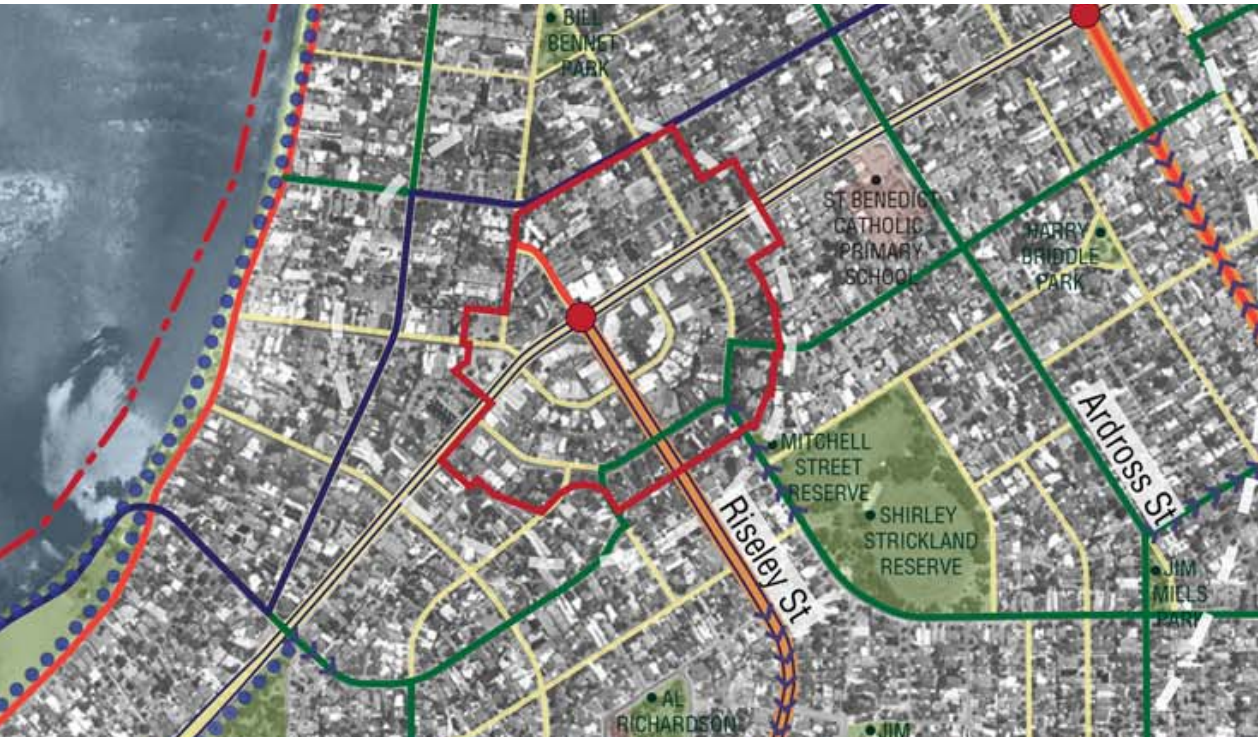 BILL
BENNET
PARK
ST BENEDICT
CATHOLIC
PRIMARY
SCHOOL
HARRY
BRIDDLE
PARK
Ardross St
MITCHELL
STREET
RESERVE
SHIRLEY
STRICKLAND
RESERVE
Riseley St
JIM
MILLS
PARK
AL
RICHARDSON
JIM